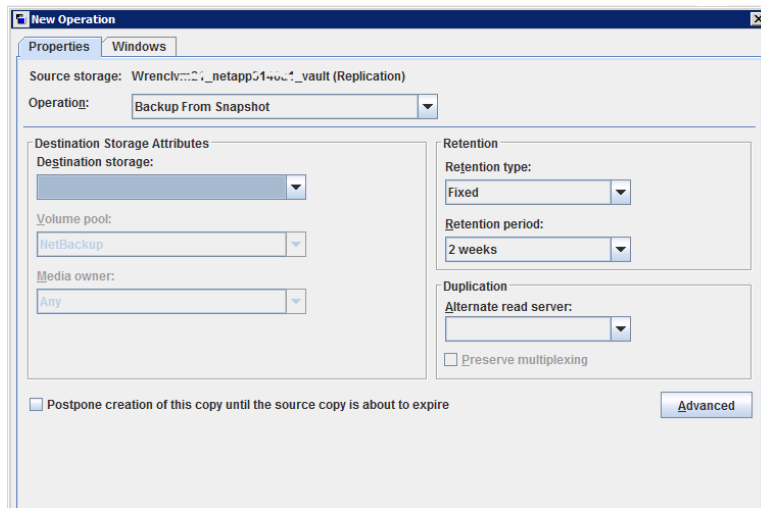 New Operation
Properties Windows
Source storage: (Replication)
Operation: Backup From Snapshot
Destination Storage Attributes
Destination storage:
Volume pool:
NetBackup
Media owner:
Any
Retention
Retention type:
Fixed
Retention period:
2 weeks
Duplication
Alternate read server:
Preserve multiplexing
Postpone creation of this copy until the source copy is about to expire
Advanced